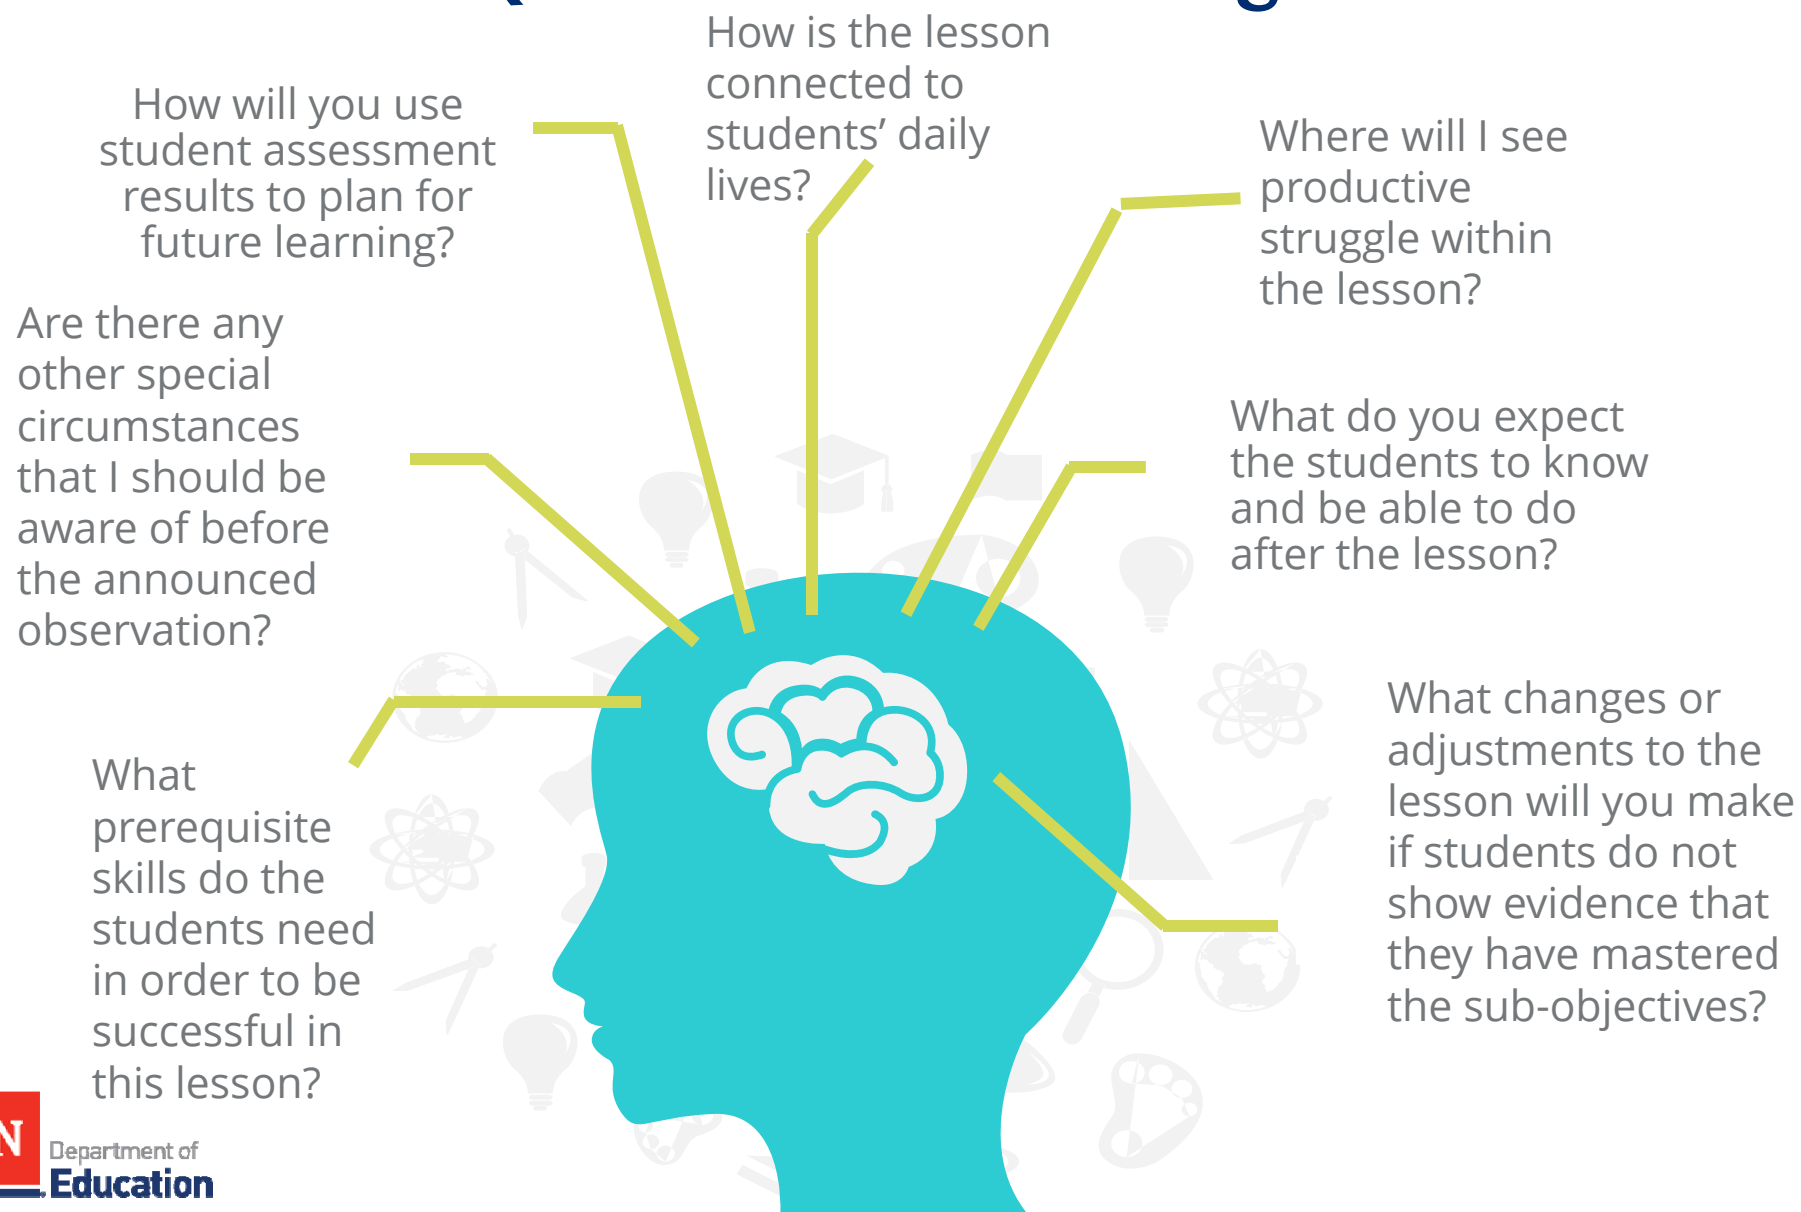 How is the lesson
connected to
students’ daily
lives?
How will you use
student assessment
results to plan for
future learning?
Where will I see
productive
struggle within
the lesson?
Are there any
other special
circumstances
that I should be
aware of before
the announced
observation?
What do you expect
the students to know
and be able to do
after the lesson?
What
prerequisite
skills do the
students need
in order to be
successful in
this lesson?
What changes or
adjustments to the
lesson will you make
if students do not
show evidence that
they have mastered
the sub-objectives?
N
Department of
Education